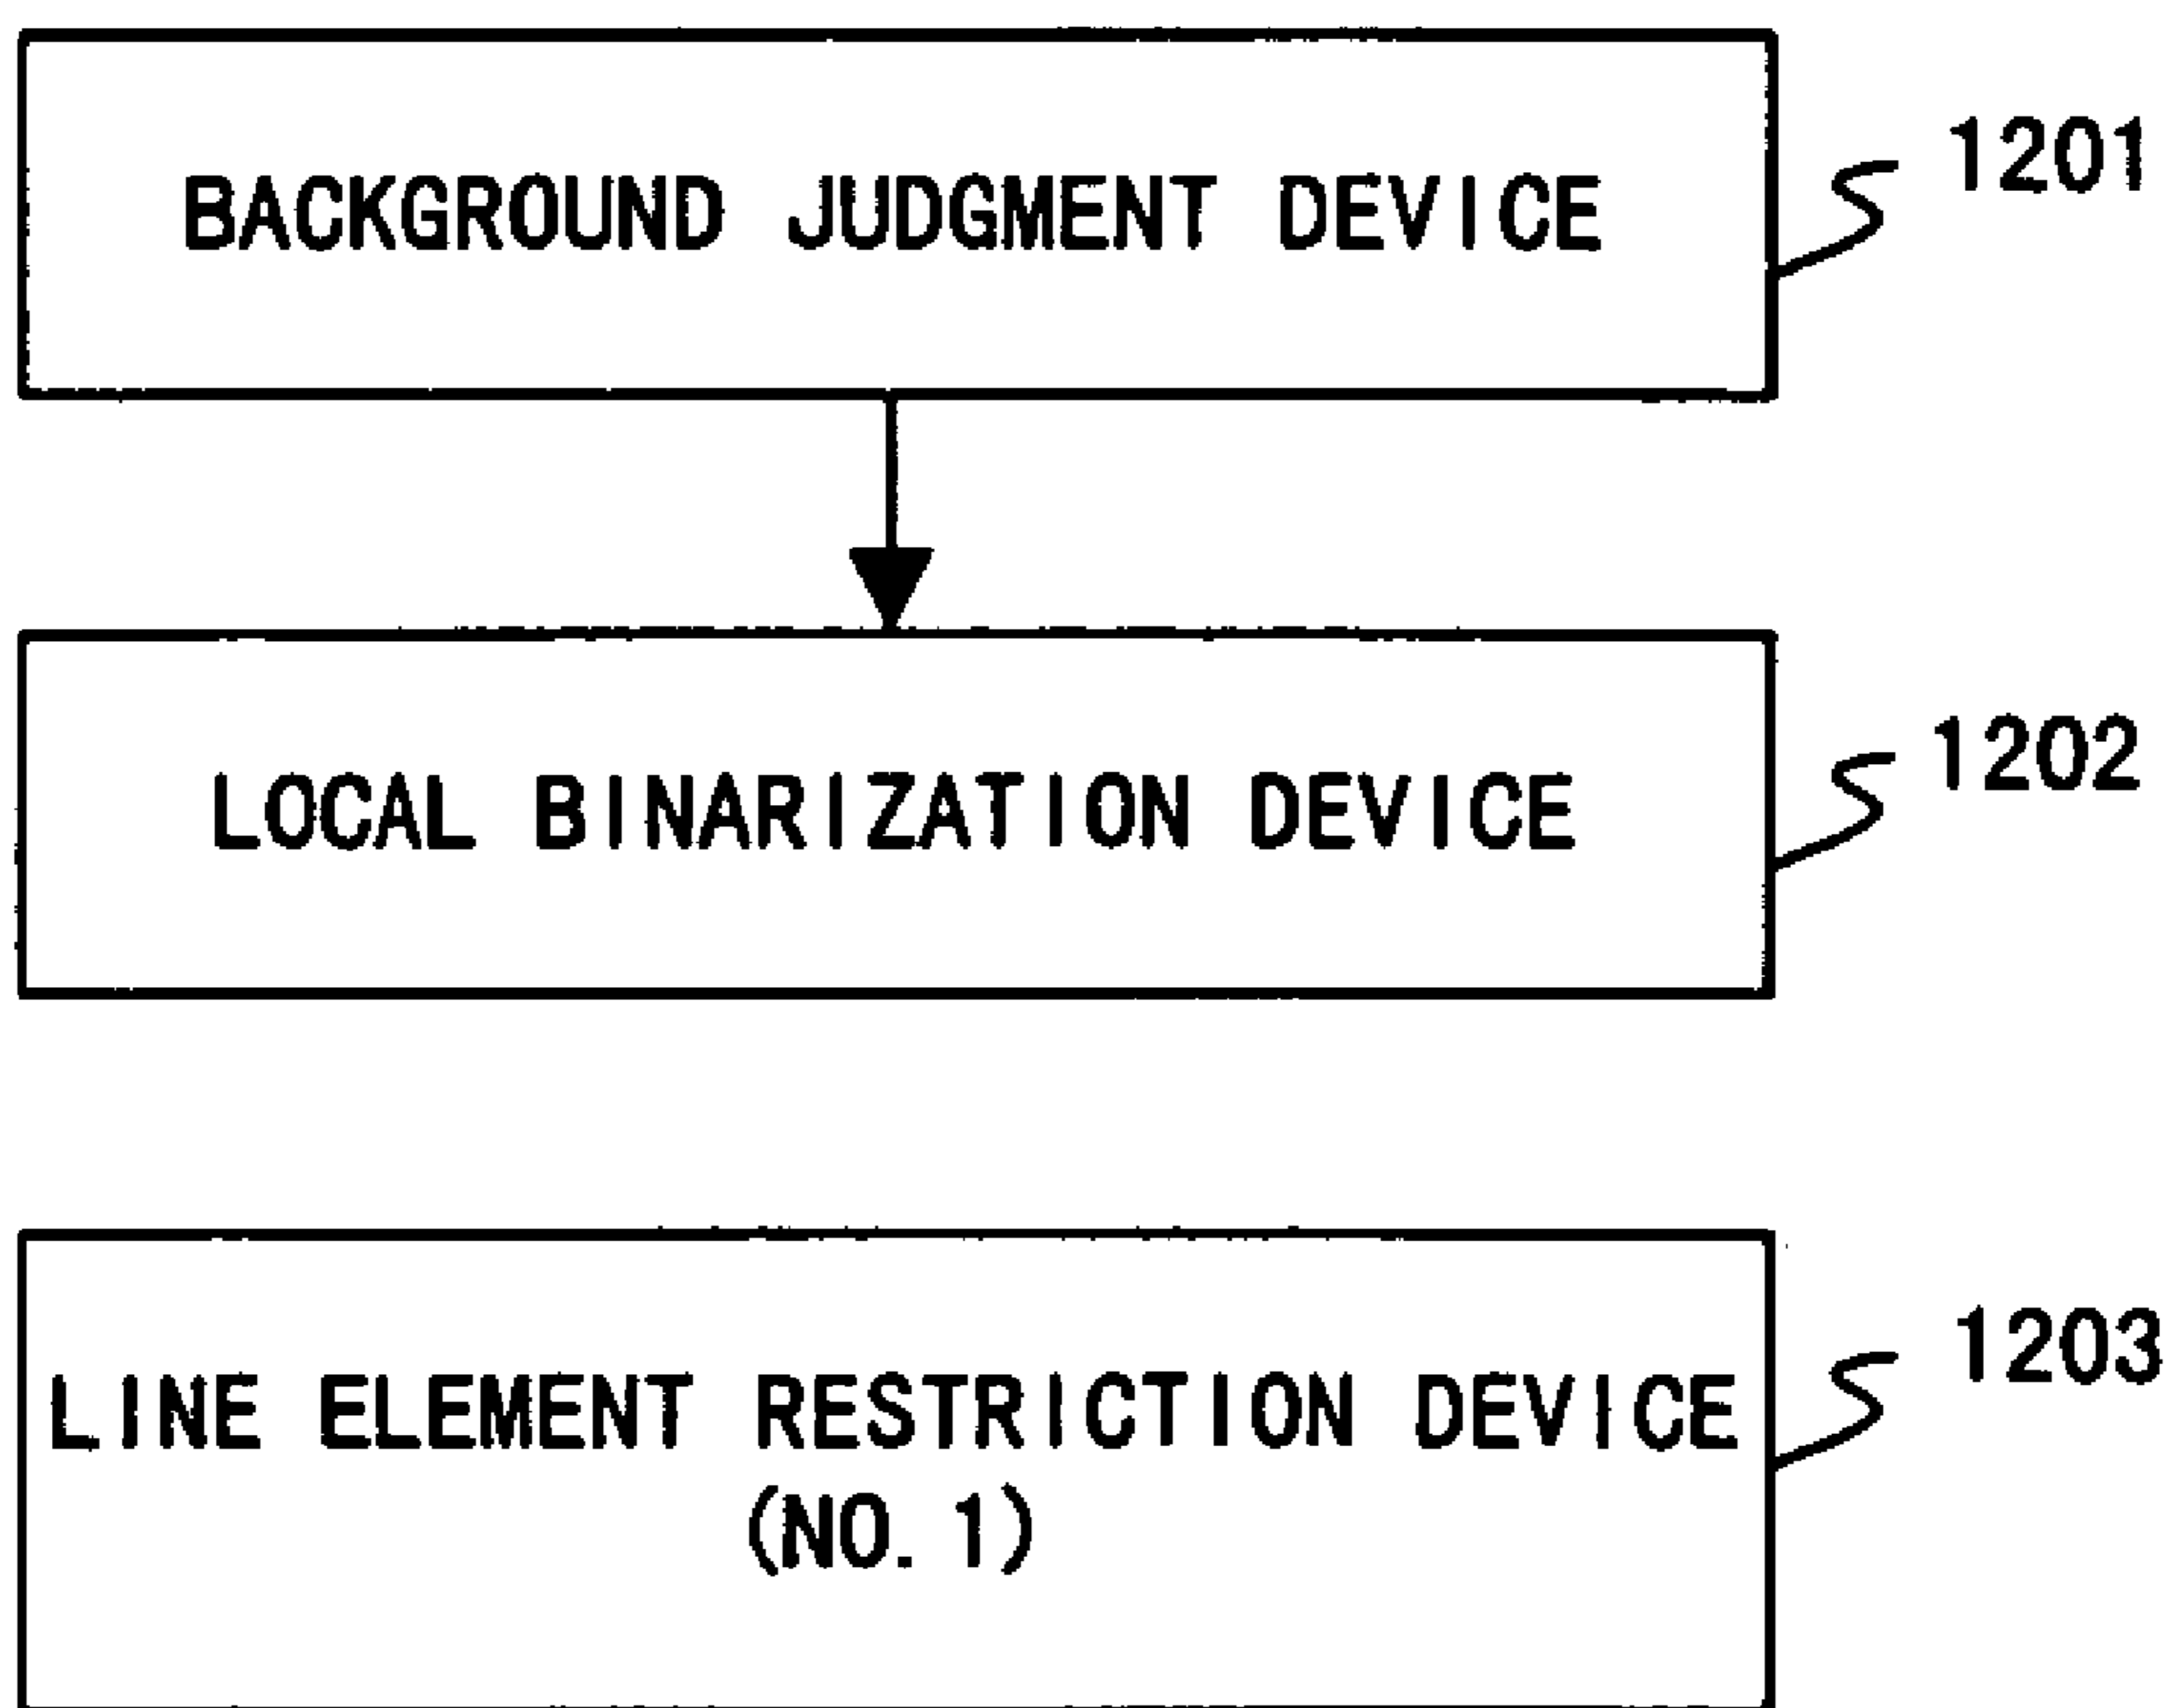 BACKGROUND JUDGMENT DEVICE
1201
LOCAL BINARIZATION DEVICE
1202
LINE ELEMENT RESTRICTION DEVICE
(NO. 1)
1203